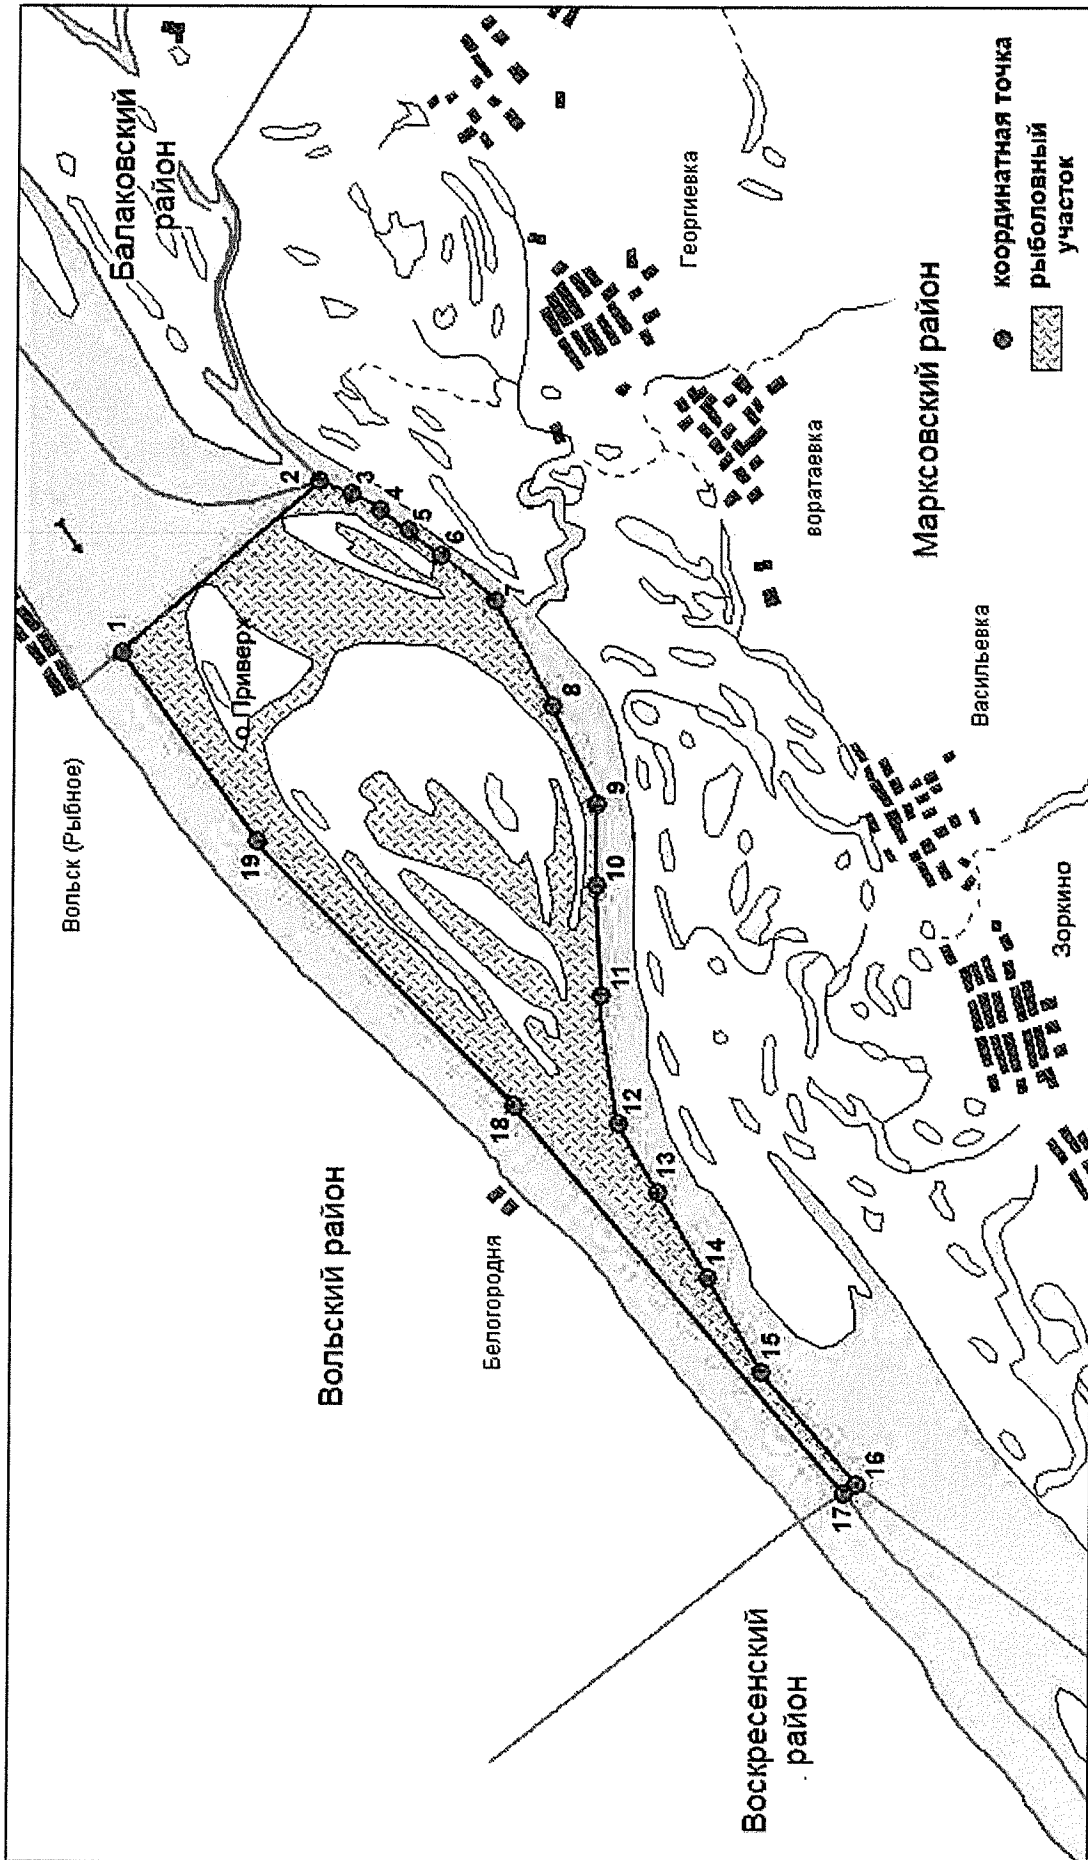 Балаковский
район
Георгиевка
воратаевка
Марксовский район
Васильевка
Зоркино
Вольск (Рыбное)
о Приверх
Вольский район
Белогородня
Воскресенский
район
1
2
3
4
5
6
7
8
9
10
11
12
13
14
15
16
17
18
19
координатная точка
рыболовный
участок